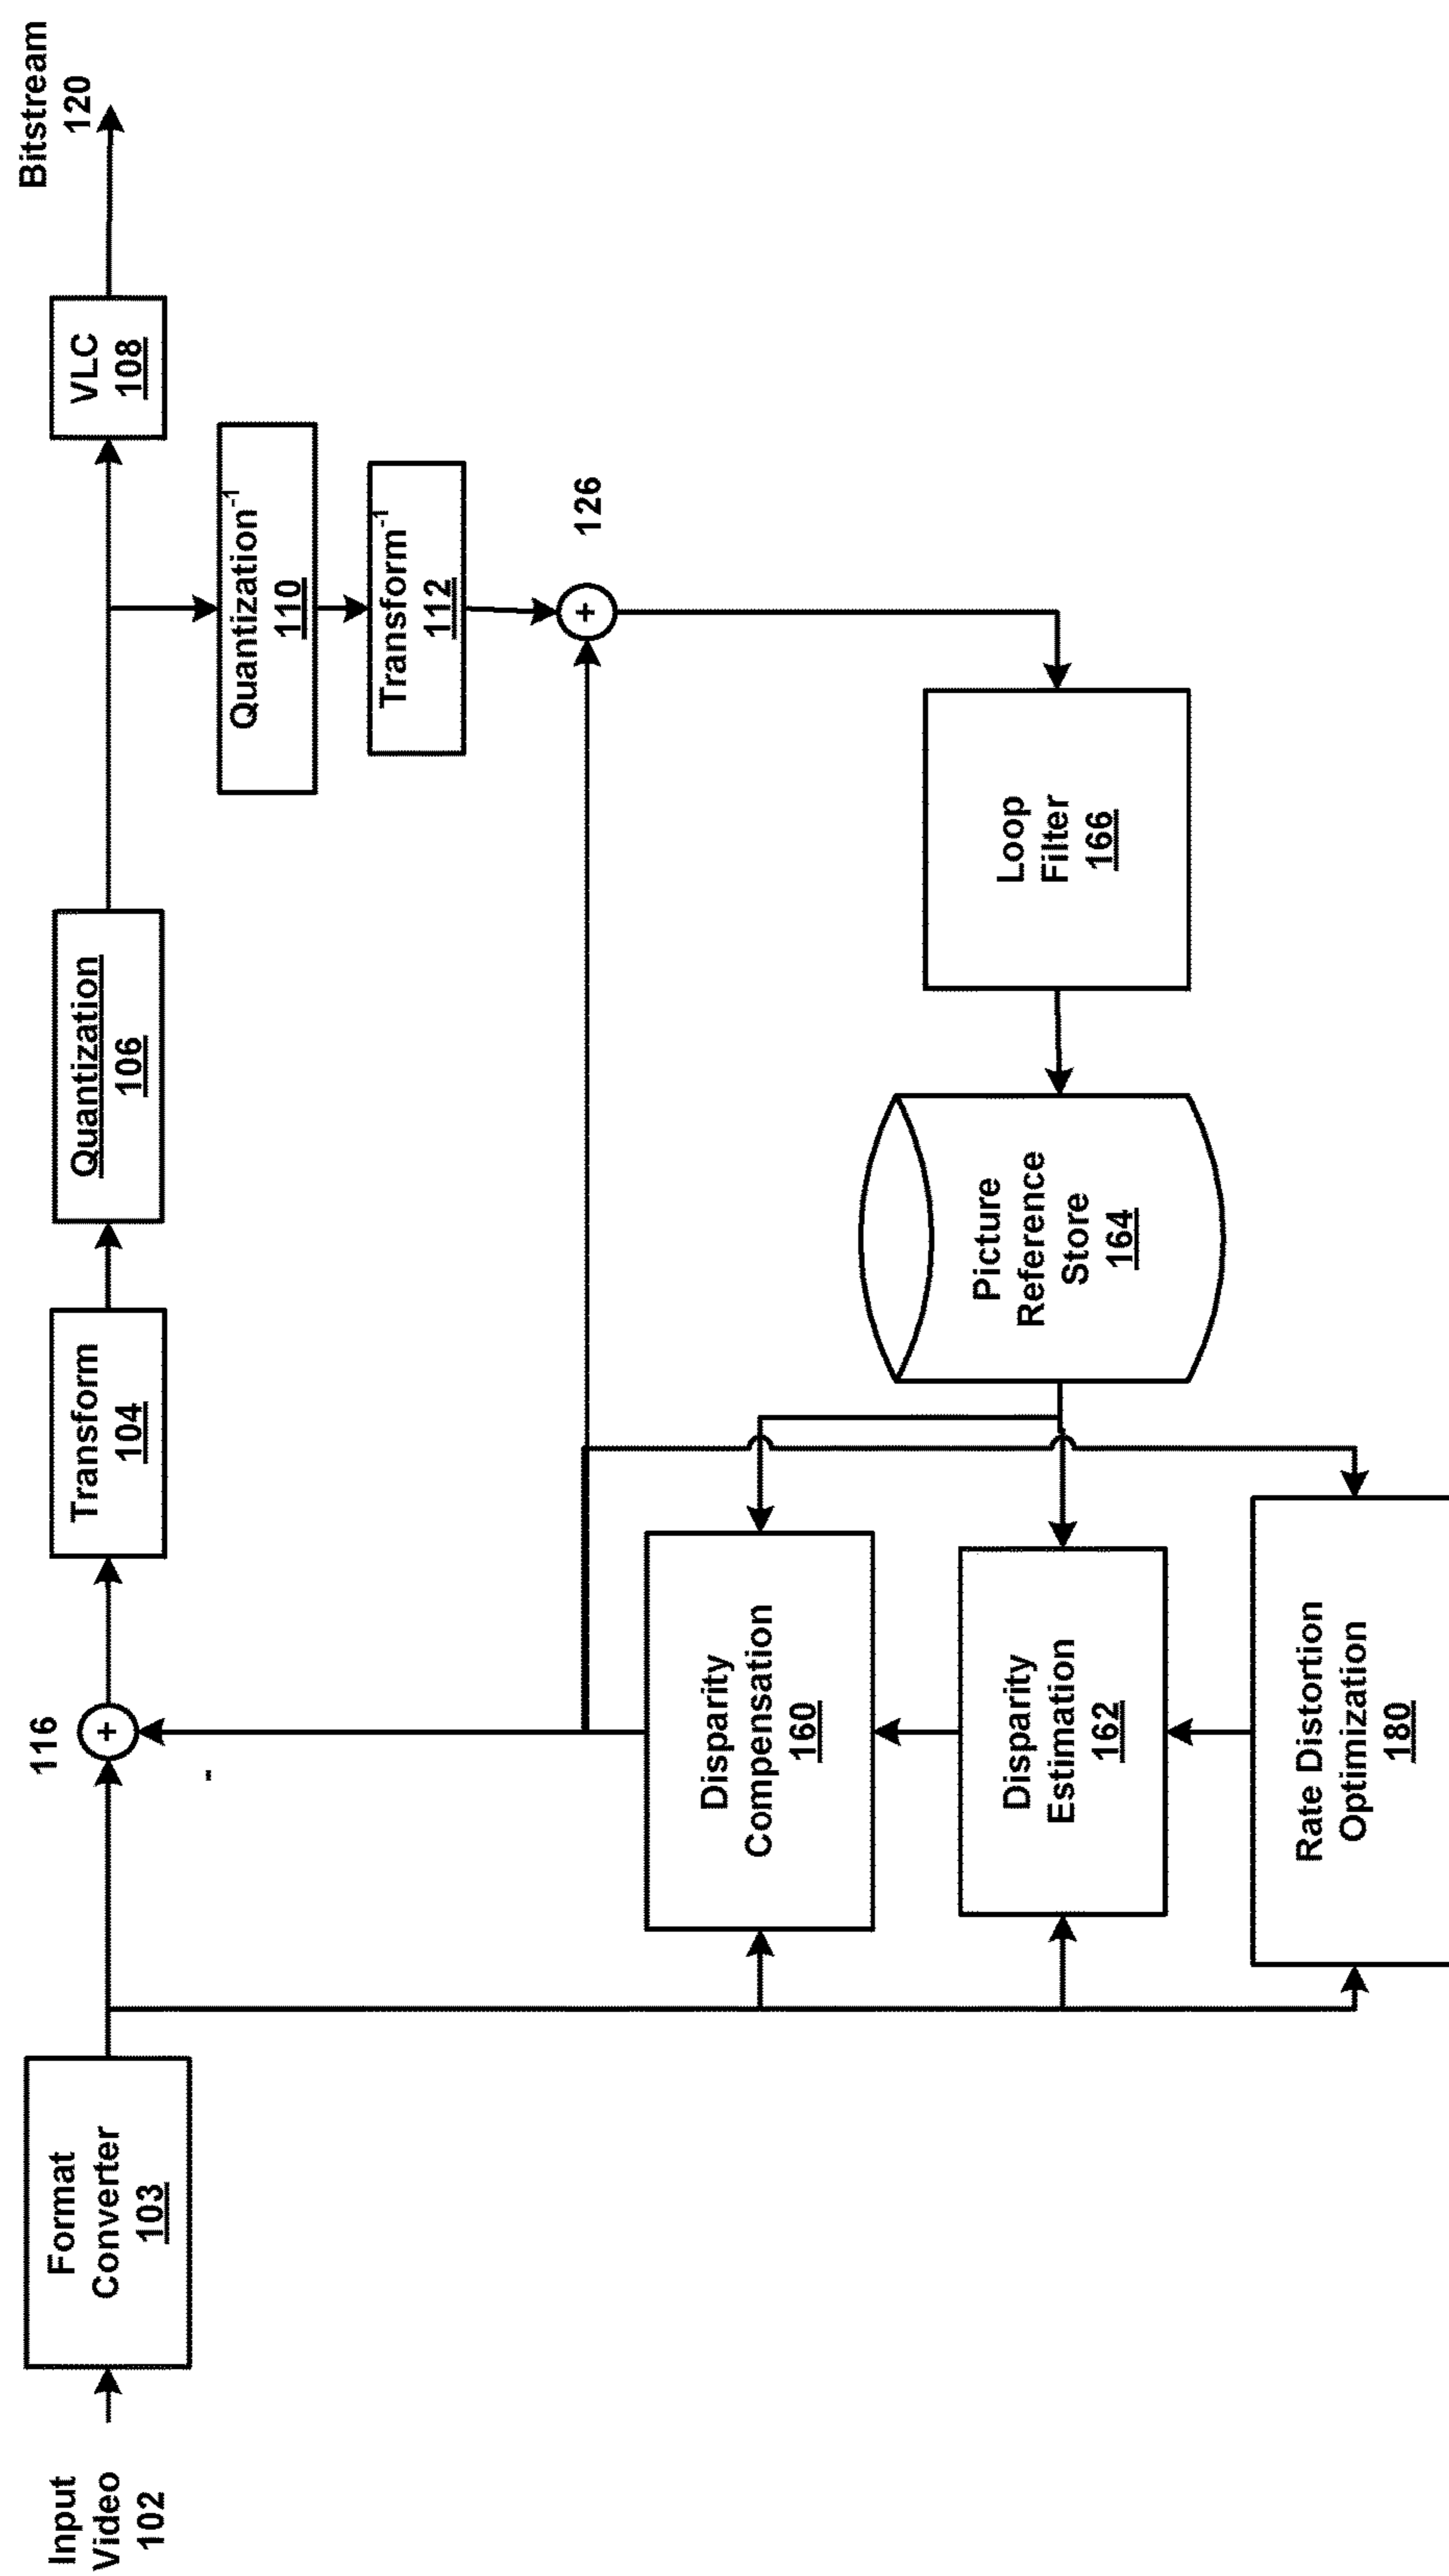 Input
Video
102
Format
Converter
103
116
+
-
Transform
104
Quantization
106
VLC
108
Bitstream
120
Quantization⁻¹
110
Transform⁻¹
112
126
+
Disparity
Compensation
160
Disparity
Estimation
162
Rate Distortion
Optimization
180
Picture
Reference
Store
164
Loop
Filter
166